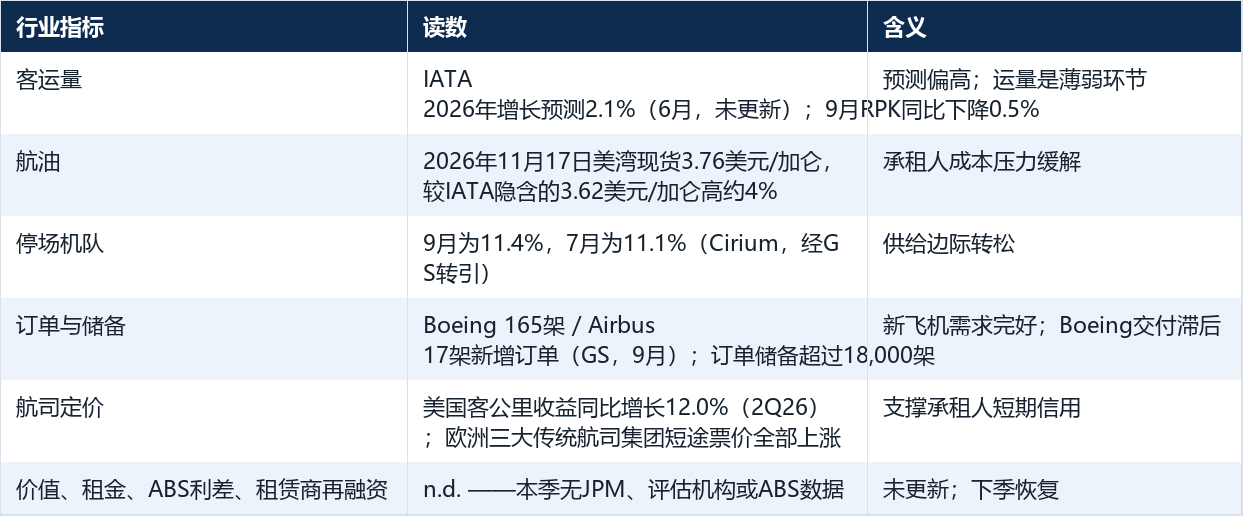 行业指标 读数 含义
客运量 IATA 预测偏高；运量是薄弱环节
2026年增长预测2.1%（6月，未更新）；9月RPK同比下降0.5%
航油 2026年11月17日美湾现货3.76美元/加仑， 承租人成本压力缓解
较IATA隐含的3.62美元/加仑高约4%
停场机队 9月为11.4%，7月为11.1%（Cirium，经G 供给边际转松
S转引）
订单与储备 Boeing 165架 / Airbus 新飞机需求完好；Boeing交付滞后
17架新增订单（GS，9月）；订单储备超过18,000架
航司定价 美国客公里收益同比增长12.0%（2Q26） 支撑承租人短期信用
；欧洲三大传统航司集团短途票价全部上涨
价值、租金、ABS利差、租赁商再融资 n.d. ——本季无JPM、评估机构或ABS数据 未更新；下季恢复